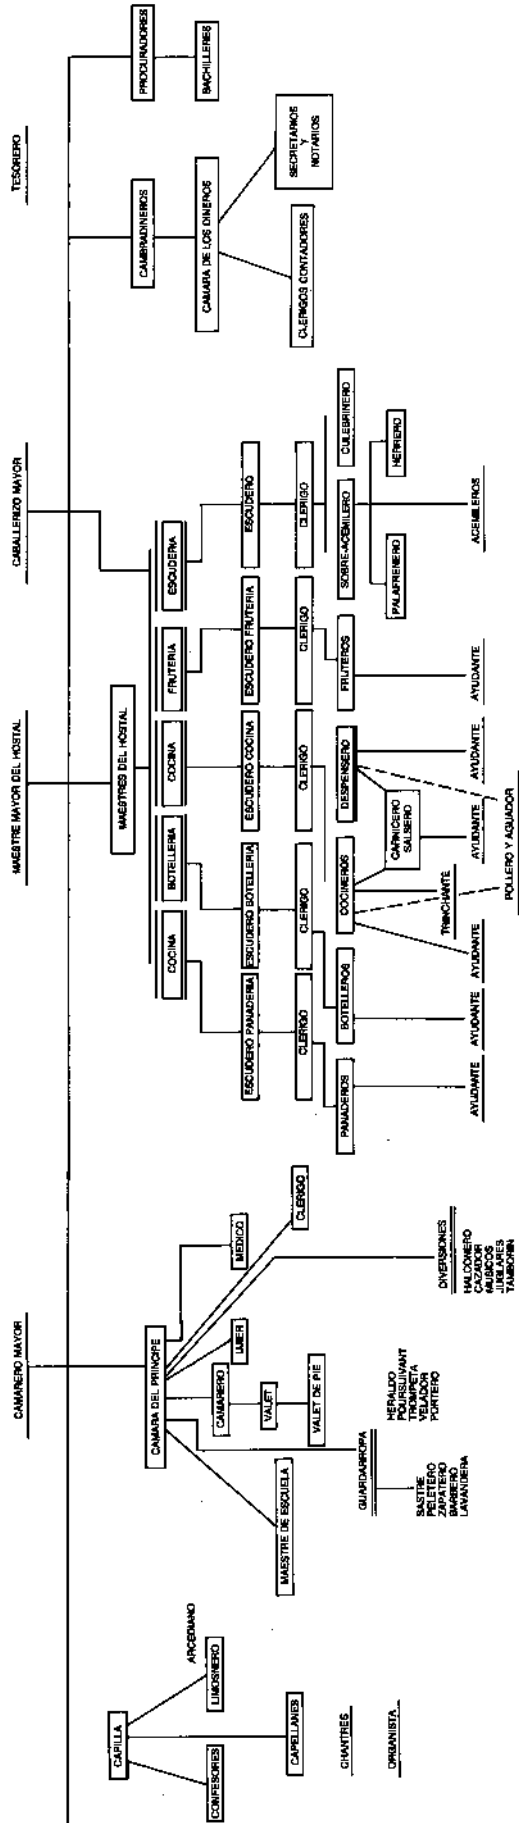 CAMARERO MAYOR
MAESTRE MAYOR DEL HOSTAL
CABALLERIZO MAYOR
TESORERO
CAPILLA
CONFESORES
ARCEDIANO
LIMOSNERO
CAPELLANES
CHANTRES
ORGANISTA
CAMARA DEL PRINCIPE
MAESTRE DE ESCUELA
CAMARERO
UJIER
MEDICO
CLERIGO
VALET
VALET DE PIE
GUARDARROPA
SASTRE
PELETERO
ZAPATERO
BARBERO
LAVANDERA
HERALDO
POURSUIVANT
TROMPETA
VELADOR
PORTERO
DIVERSIONES
HALCONERO
CAZADOR
MUSICOS
JUGLARES
TAMBORIN
MAESTRES DEL HOSTAL
COCINA
BOTELLERIA
COCINA
FRUTERIA
ESCUDERIA
ESCUDERO PANADERIA
ESCUDERO BOTELLERIA
ESCUDERO COCINA
ESCUDERO FRUTERIA
ESCUDERO
CLERIGO
CLERIGO
CLERIGO
CLERIGO
CLERIGO
PANADEROS
BOTELLEROS
COCINEROS
DESPENSERO
FRUTEROS
SOBRE-ACEMILERO
CULEBRINERO
CARNICERO
SALSERO
PALAFRENERO
HERRERO
TRINCHANTE
AYUDANTE
AYUDANTE
AYUDANTE
AYUDANTE
AYUDANTE
AYUDANTE
ACEMILEROS
POLLERO Y AGUADOR
CAMBRADINEROS
CAMARA DE LOS DINEROS
CLERIGOS CONTADORES
SECRETARIOS
Y
NOTARIOS
PROCURADORES
BACHILLERES